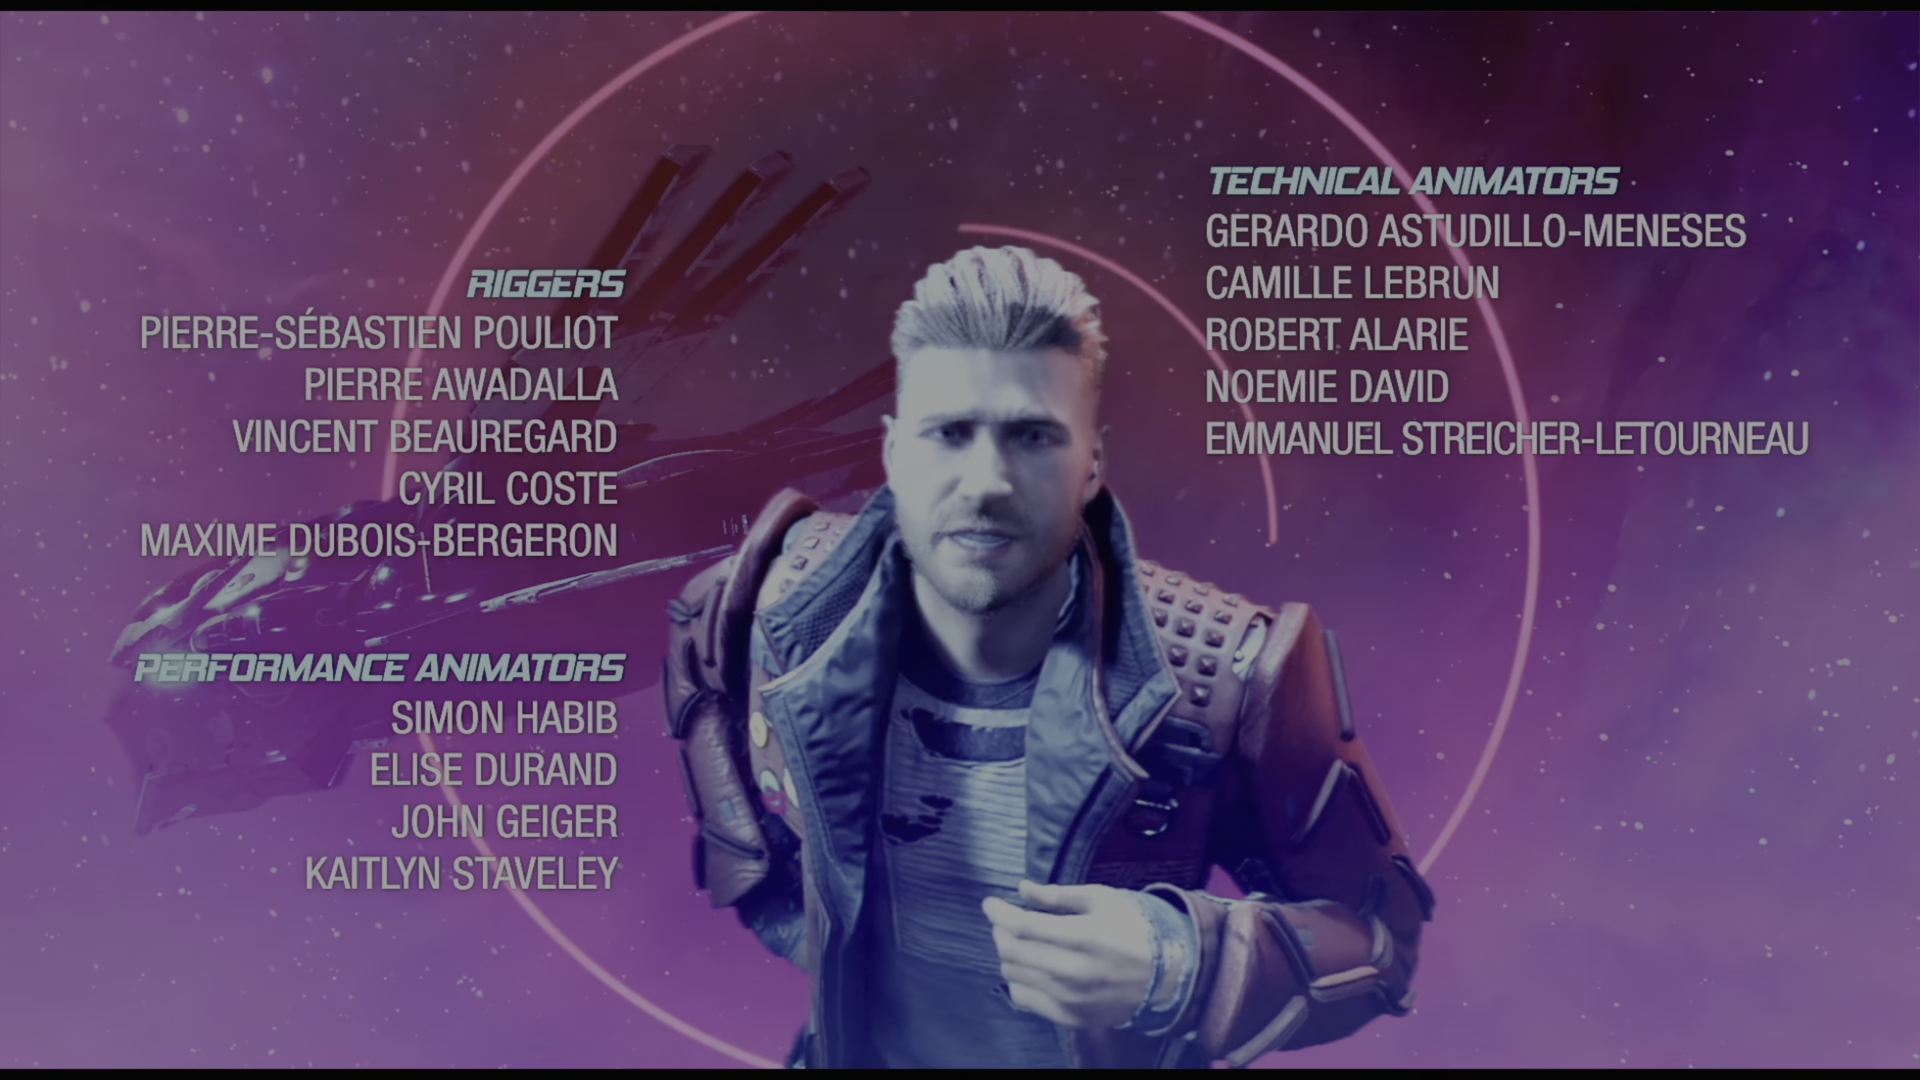 RIGGERS
PIERRE-SÉBASTIEN POULIOT
PIERRE AWADALLA
VINCENT BEAUREGARD
CYRIL COSTE
MAXIME DUBOIS-BERGERON
PERFORMANCE ANIMATORS
SIMON HABIB
ELISE DURAND
JOHN GEIGER
KAITLYN STAVELEY
TECHNICAL ANIMATORS
GERARDO ASTUDILLO-MENESES
CAMILLE LEBRUN
ROBERT ALARIE
NOEMIE DAVID
EMMANUEL STREICHER-LETOURNEAU